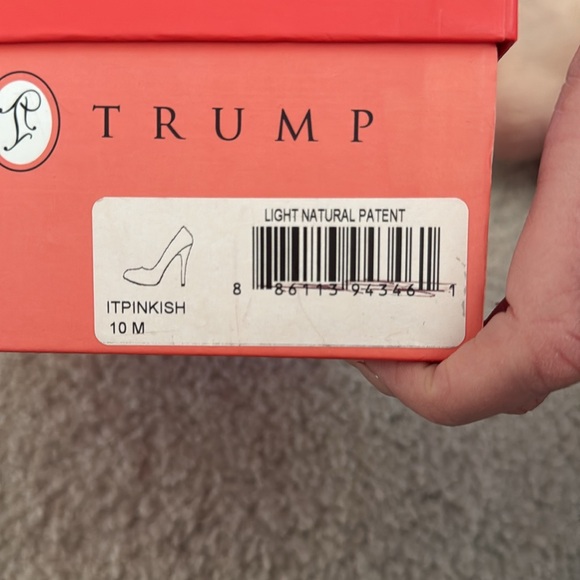 TRUMP
LIGHT NATURAL PATENT
8 86113 94346 1
ITPINKISH
10 M